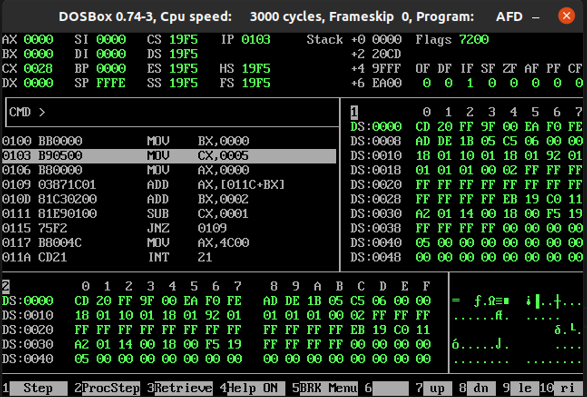 DOSBox 0.74-3, Cpu speed: 3000 cycles, Frameskip 0, Program: AFD
AX 0000 SI 0000 CS 19F5 IP 0103 Stack +0 0000 Flags 7200
BX 0000 DI 0000 DS 19F5 +2 20CD
CX 0028 BP 0000 ES 19F5 HS 19F5 +4 9FFF OF DF IF SF ZF AF PF CF
DX 0000 SP FFFE SS 19F5 FS 19F5 +6 EA00 0 0 1 0 0 0 0 0
CMD >
0100 BB0000 MOV BX,0000
0103 B90500 MOV CX,0005
0106 B80000 MOV AX,0000
0109 03871C01 ADD AX,[011C+BX]
010D 81C30200 ADD BX,0002
0111 81E90100 SUB CX,0001
0115 75F2 JNZ 0109
0117 B8004C MOV AX,4C00
011A CD21 INT 21
1 0 1 2 3 4 5 6 7
DS:0000 CD 20 FF 9F 00 EA F0 FE
DS:0008 AD DE 1B 05 C5 06 00 00
DS:0010 18 01 10 01 18 01 92 01
DS:0018 01 01 01 00 02 FF FF FF
DS:0020 FF FF FF FF FF FF FF FF
DS:0028 FF FF FF FF EB 19 C0 11
DS:0030 A2 01 14 00 18 00 F5 19
DS:0038 FF FF FF FF 00 00 00 00
DS:0040 05 00 00 00 00 00 00 00
DS:0048 00 00 00 00 00 00 00 00
2 0 1 2 3 4 5 6 7 8 9 A B C D E F
DS:0000 CD 20 FF 9F 00 EA F0 FE AD DE 1B 05 C5 06 00 00
DS:0010 18 01 10 01 18 01 92 01 01 01 01 00 02 FF FF FF
DS:0020 FF FF FF FF FF FF FF FF FF FF FF FF EB 19 C0 11
DS:0030 A2 01 14 00 18 00 F5 19 FF FF FF FF 00 00 00 00
DS:0040 05 00 00 00 00 00 00 00 00 00 00 00 00 00 00 00
1 Step 2 ProcStep 3 Retrieve 4 Help ON 5 BRK Menu 6 7 up 8 dn 9 le 10 ri